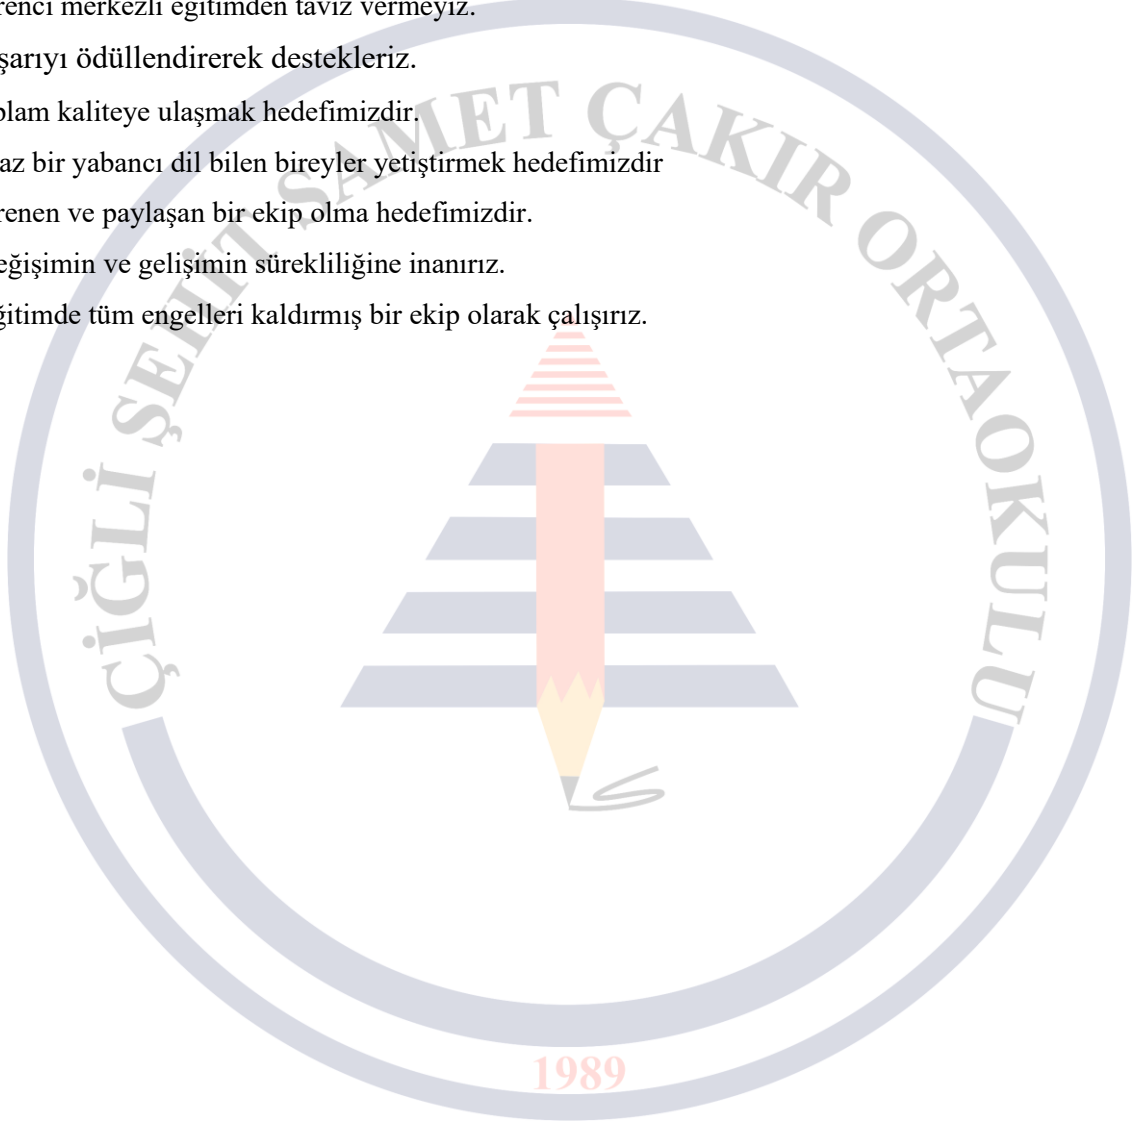 renci merkezli eğitimden taviz vermeyiz.
şarıyı ödüllendirerek destekleriz.
plam kaliteye ulaşmak hedefimizdir.
az bir yabancı dil bilen bireyler yetiştirmek hedefimizdir
renen ve paylaşan bir ekip olma hedefimizdir.
eğişimin ve gelişimin sürekliliğine inanırız.
ğitimde tüm engelleri kaldırmış bir ekip olarak çalışırız.
ÇİĞLİ ŞEHİT SAMET ÇAKIR ORTAOKULU
1989